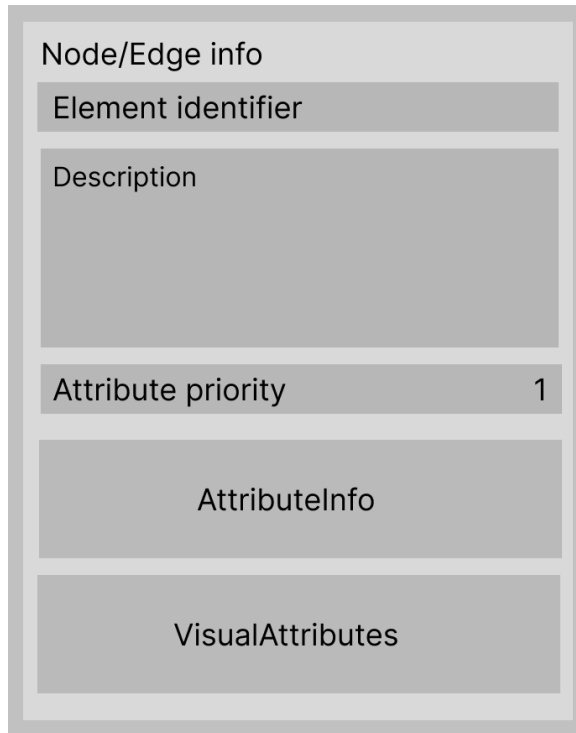 Node/Edge info
Element identifier
Description
Attribute priority 1
AttributeInfo
VisualAttributes